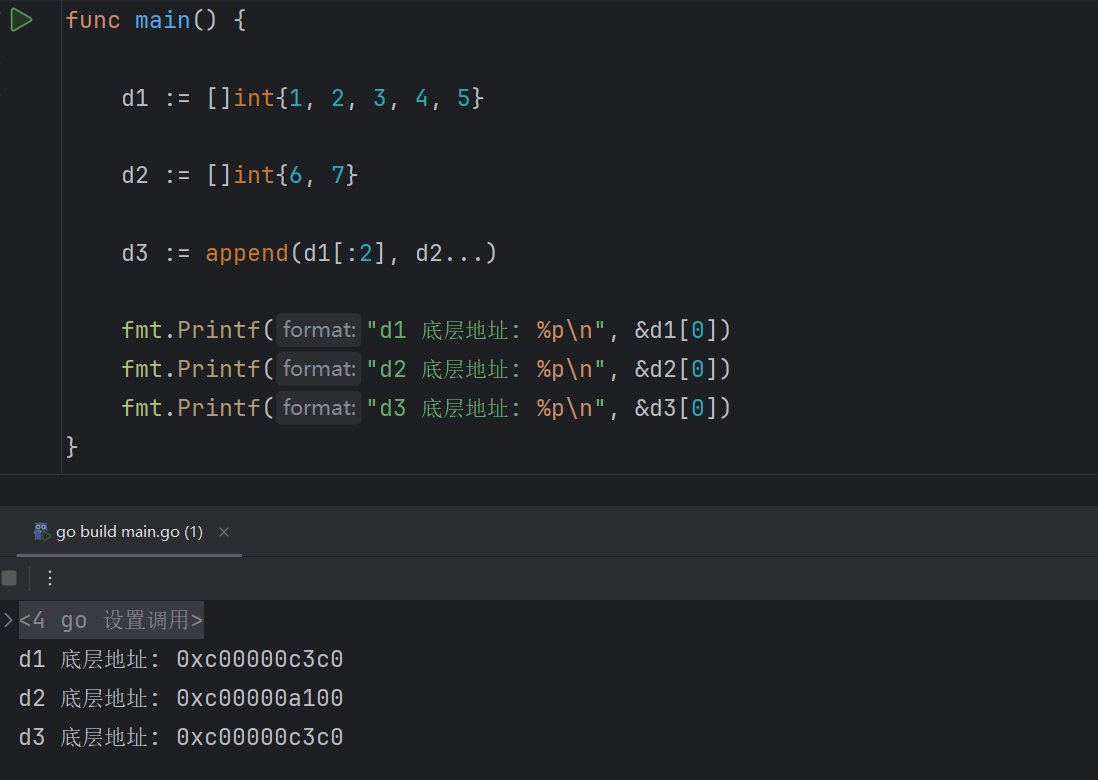 func main() {
d1 := []int{1, 2, 3, 4, 5}
d2 := []int{6, 7}
d3 := append(d1[:2], d2...)
fmt.Printf( format: "d1 底层地址: %p\n", &d1[0])
fmt.Printf( format: "d2 底层地址: %p\n", &d2[0])
fmt.Printf( format: "d3 底层地址: %p\n", &d3[0])
}
go build main.go (1) ×
<4 go 设置调用>
d1 底层地址: 0xc00000c3c0
d2 底层地址: 0xc00000a100
d3 底层地址: 0xc00000c3c0